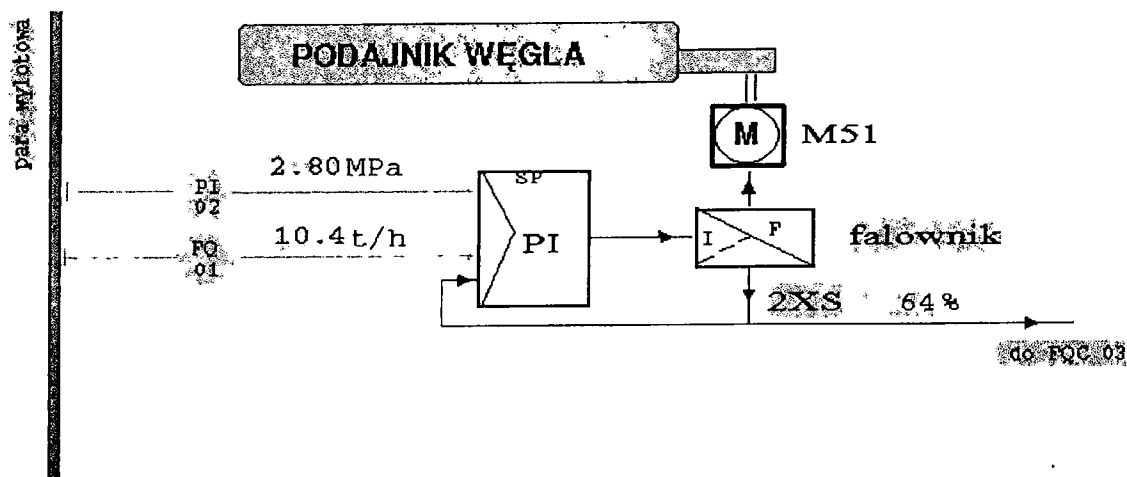 para wylotowa
PODAJNIK WĘGLA
M
M51
2.80MPa
PI
02
SP
10.4t/h
FQ
01
PI
I
F
falownik
2XS 64%
do FQC 03